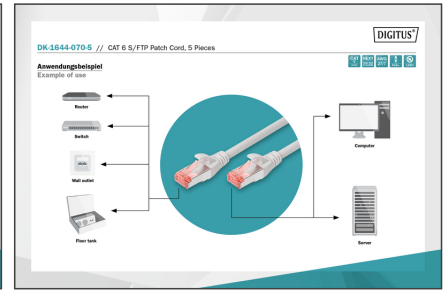 DIGITUS®
DK-1644-070-5 // CAT 6 S/FTP Patch Cord, 5 Pieces
Anwendungsbeispiel
Example of use
Router
Switch
Wall outlet
Floor tank
Computer
Server